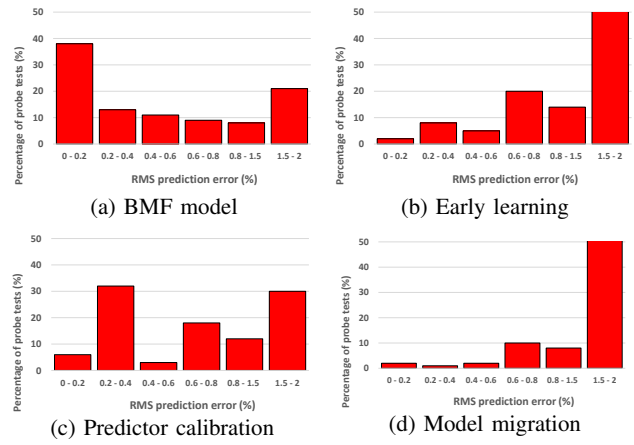 Percentage of probe tests (%)
50
40
30
20
10
0
0 - 0.2 0.2 - 0.4 0.4 - 0.6 0.6 - 0.8 0.8 - 1.5 1.5 - 2
RMS prediction error (%)
(a) BMF model
Percentage of probe tests (%)
50
40
30
20
10
0
0 - 0.2 0.2 - 0.4 0.4 - 0.6 0.6 - 0.8 0.8 - 1.5 1.5 - 2
RMS prediction error (%)
(b) Early learning
Percentage of probe tests (%)
50
40
30
20
10
0
0 - 0.2 0.2 - 0.4 0.4 - 0.6 0.6 - 0.8 0.8 - 1.5 1.5 - 2
RMS prediction error (%)
(c) Predictor calibration
Percentage of probe tests (%)
50
40
30
20
10
0
0 - 0.2 0.2 - 0.4 0.4 - 0.6 0.6 - 0.8 0.8 - 1.5 1.5 - 2
RMS prediction error (%)
(d) Model migration